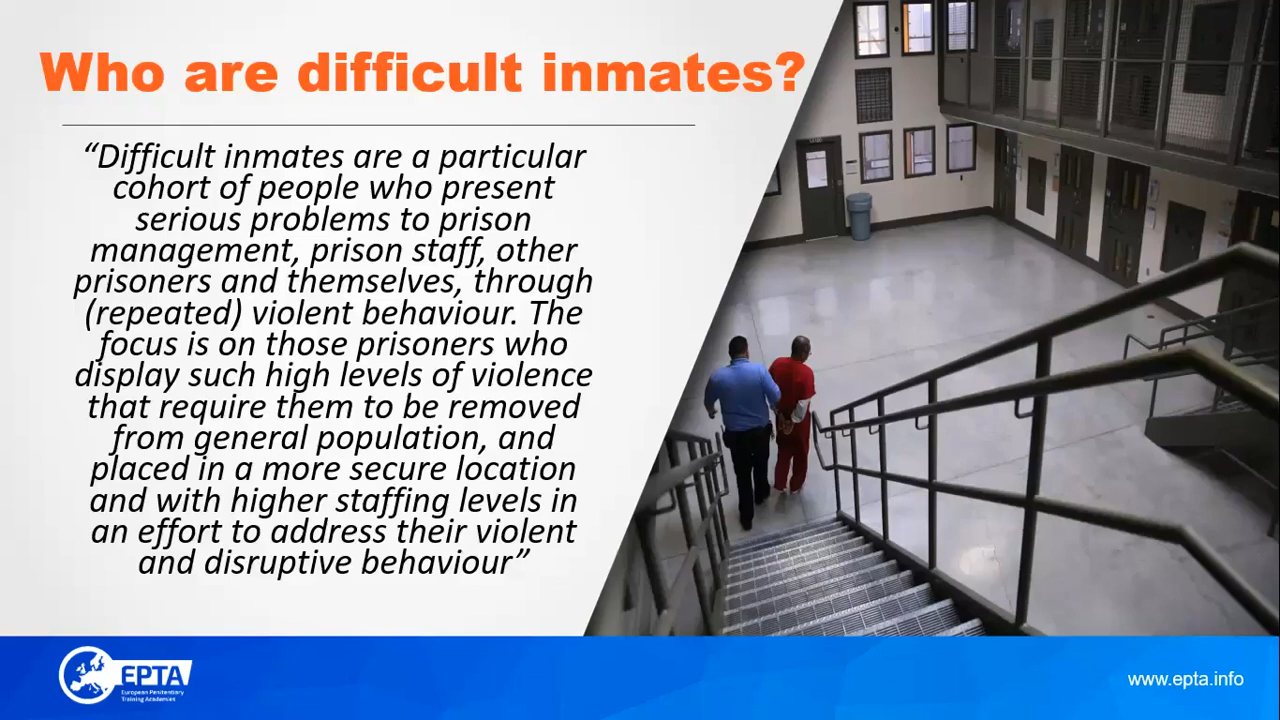 Who are difficult inmates?
“Difficult inmates are a particular
cohort of people who present
serious problems to prison
management, prison staff, other
prisoners and themselves, through
(repeated) violent behaviour. The
focus is on those prisoners who
display such high levels of violence
that require them to be removed
from general population, and
placed in a more secure location
and with higher staffing levels in
an effort to address their violent
and disruptive behaviour”
EPTA
European Penitentiary
Training Academies
www.epta.info